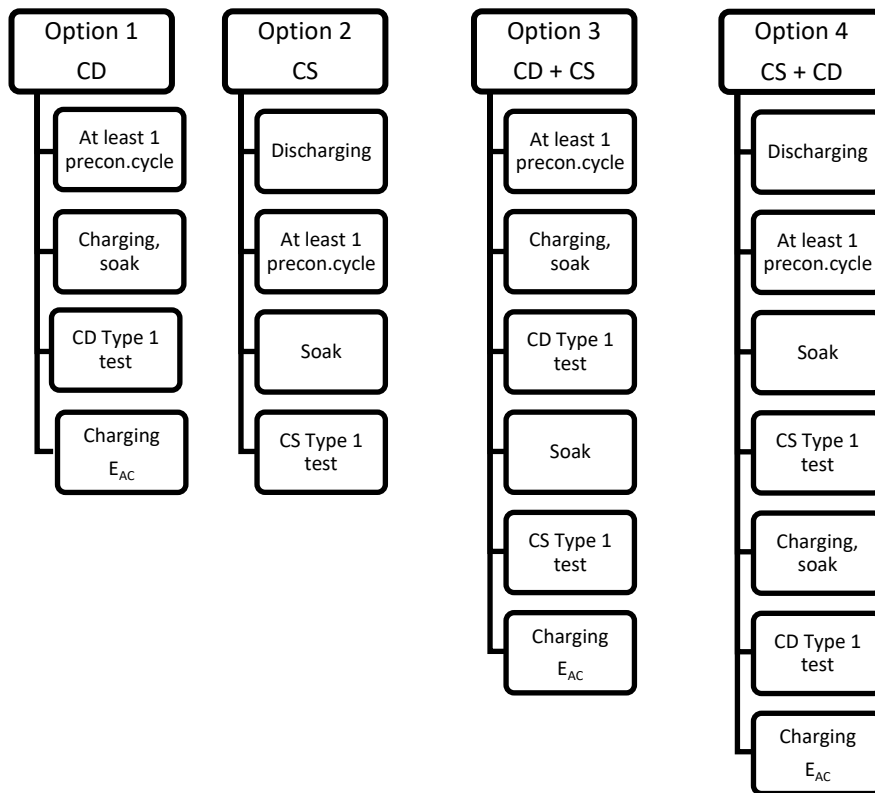 Option 1
CD
At least 1
precon.cycle
Charging,
soak
CD Type 1
test
Charging
E_AC
Option 2
CS
Discharging
At least 1
precon.cycle
Soak
CS Type 1
test
Option 3
CD + CS
At least 1
precon.cycle
Charging,
soak
CD Type 1
test
Soak
CS Type 1
test
Charging
E_AC
Option 4
CS + CD
Discharging
At least 1
precon.cycle
Soak
CS Type 1
test
Charging,
soak
CD Type 1
test
Charging
E_AC